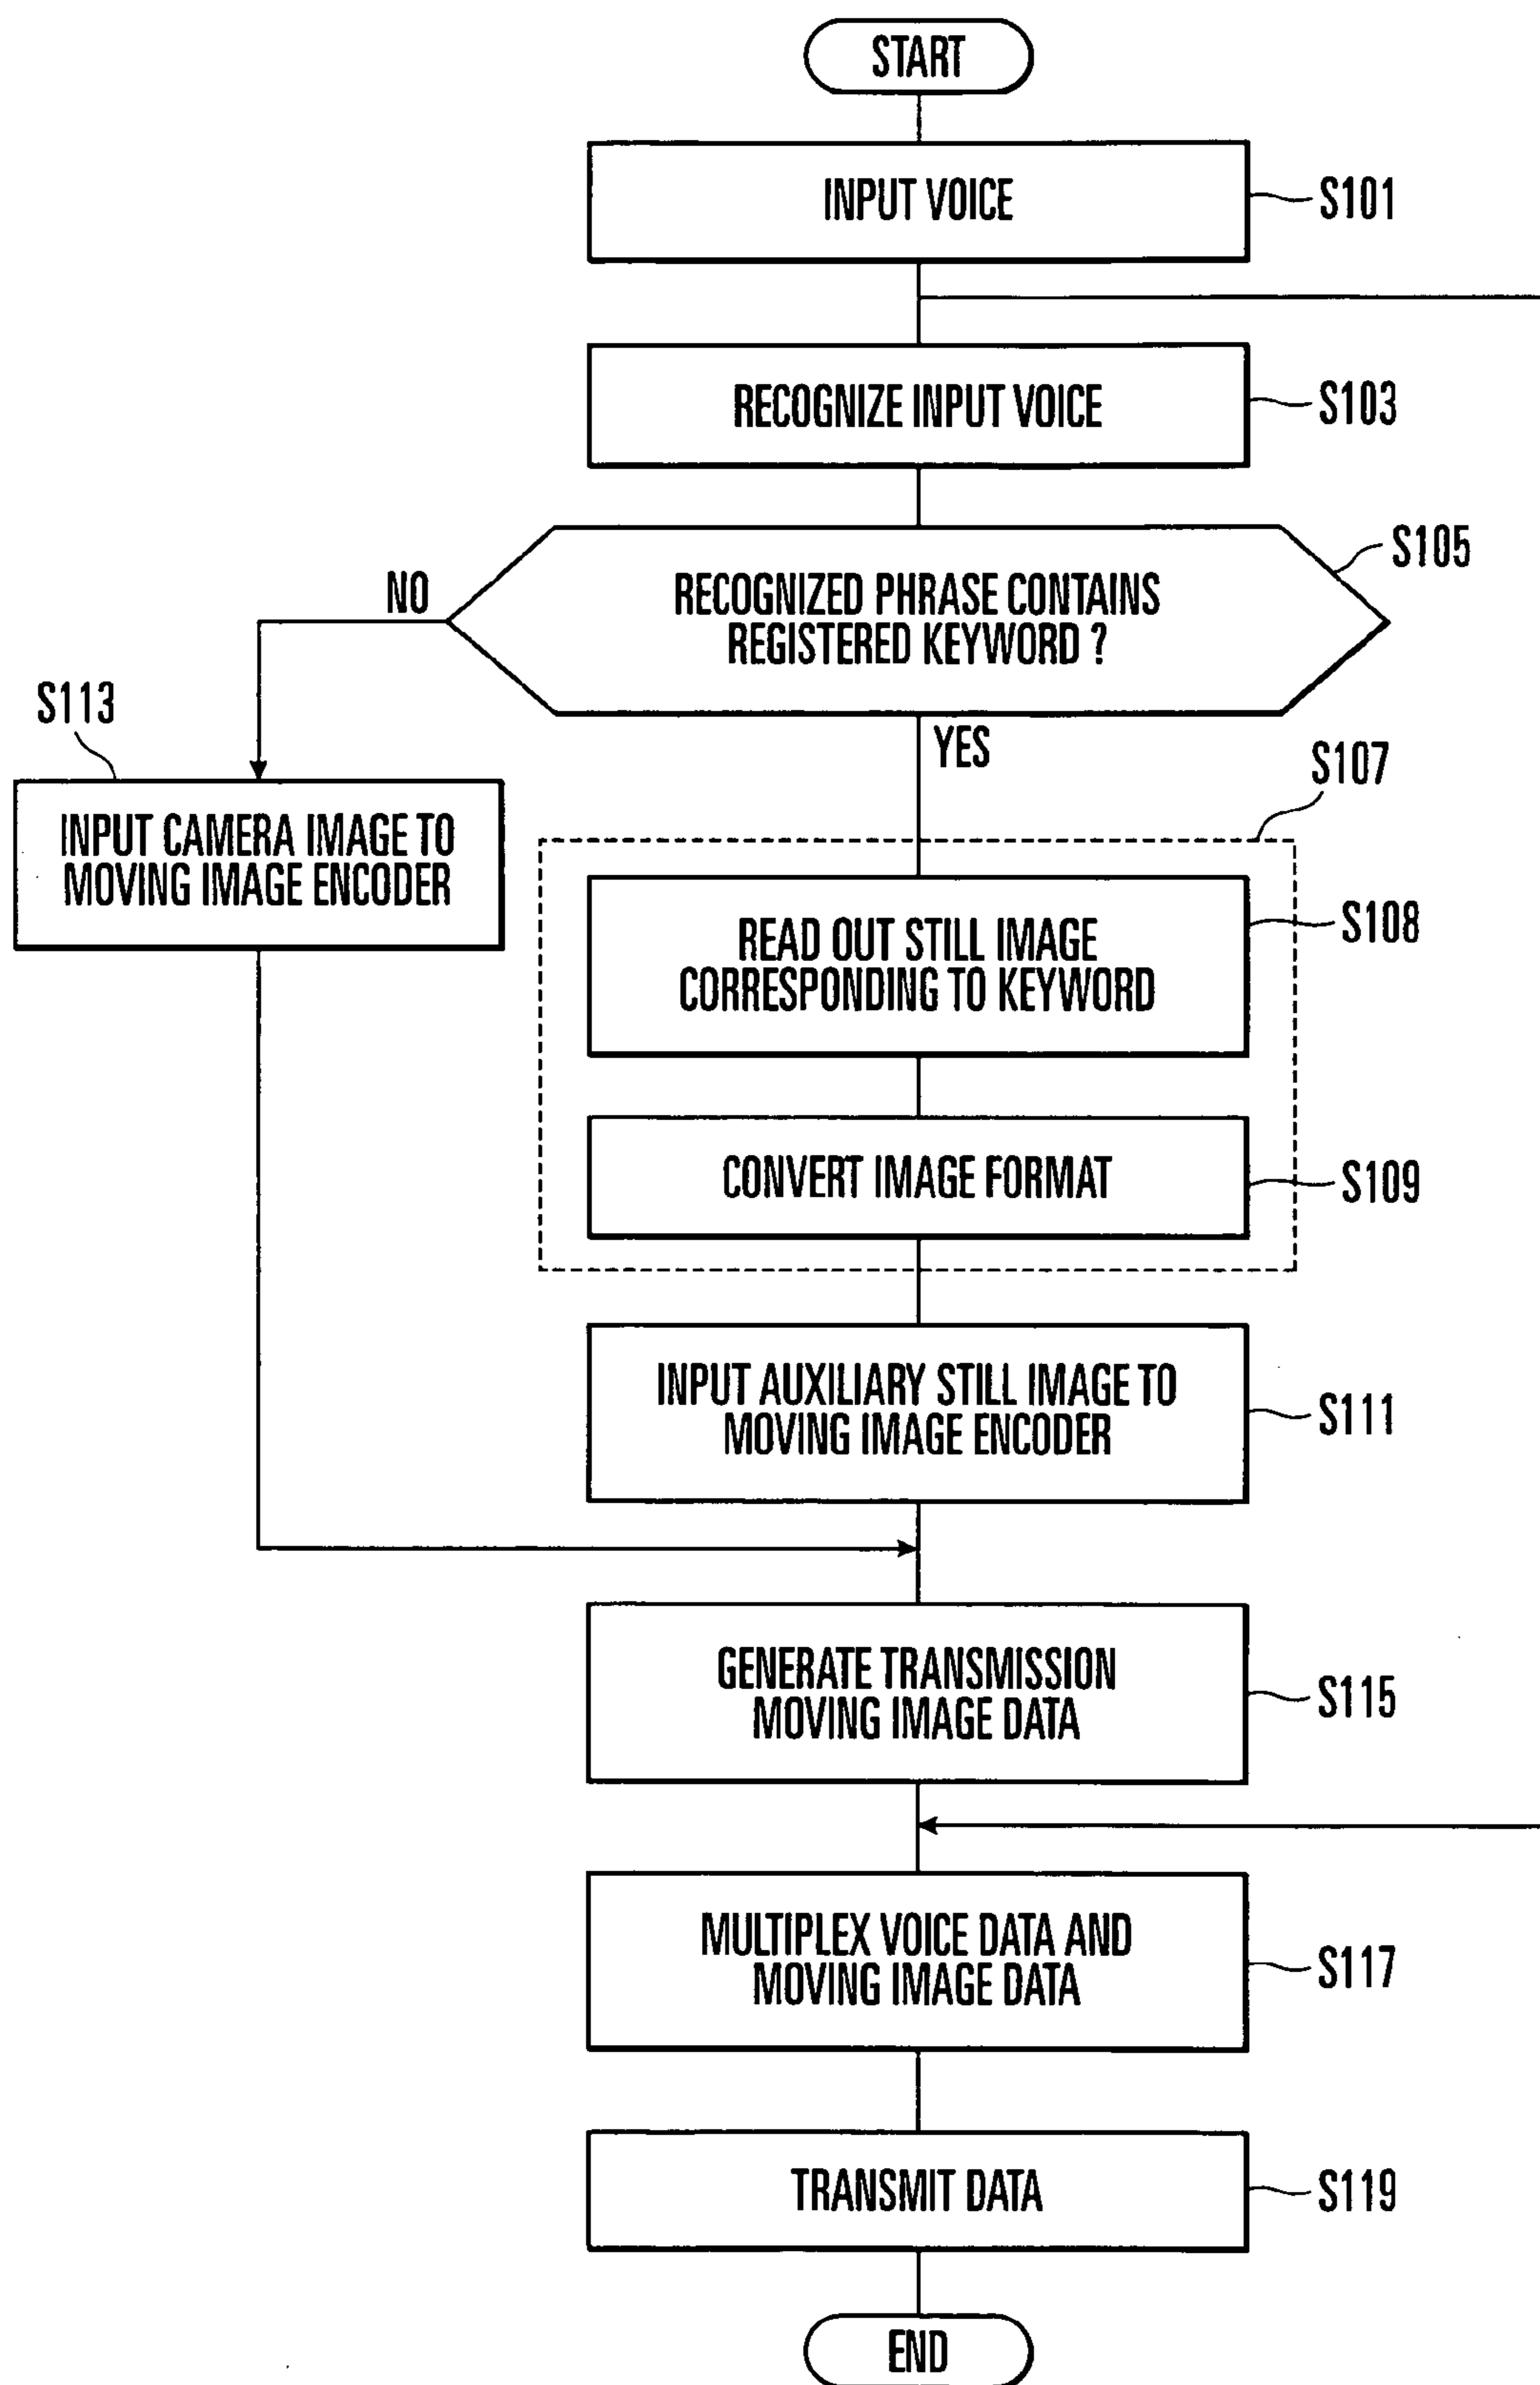 START
INPUT VOICE
S101
RECOGNIZE INPUT VOICE
S103
S105
RECOGNIZED PHRASE CONTAINS
REGISTERED KEYWORD ?
NO
YES
S113
INPUT CAMERA IMAGE TO
MOVING IMAGE ENCODER
S107
READ OUT STILL IMAGE
CORRESPONDING TO KEYWORD
S108
CONVERT IMAGE FORMAT
S109
INPUT AUXILIARY STILL IMAGE TO
MOVING IMAGE ENCODER
S111
GENERATE TRANSMISSION
MOVING IMAGE DATA
S115
MULTIPLEX VOICE DATA AND
MOVING IMAGE DATA
S117
TRANSMIT DATA
S119
END